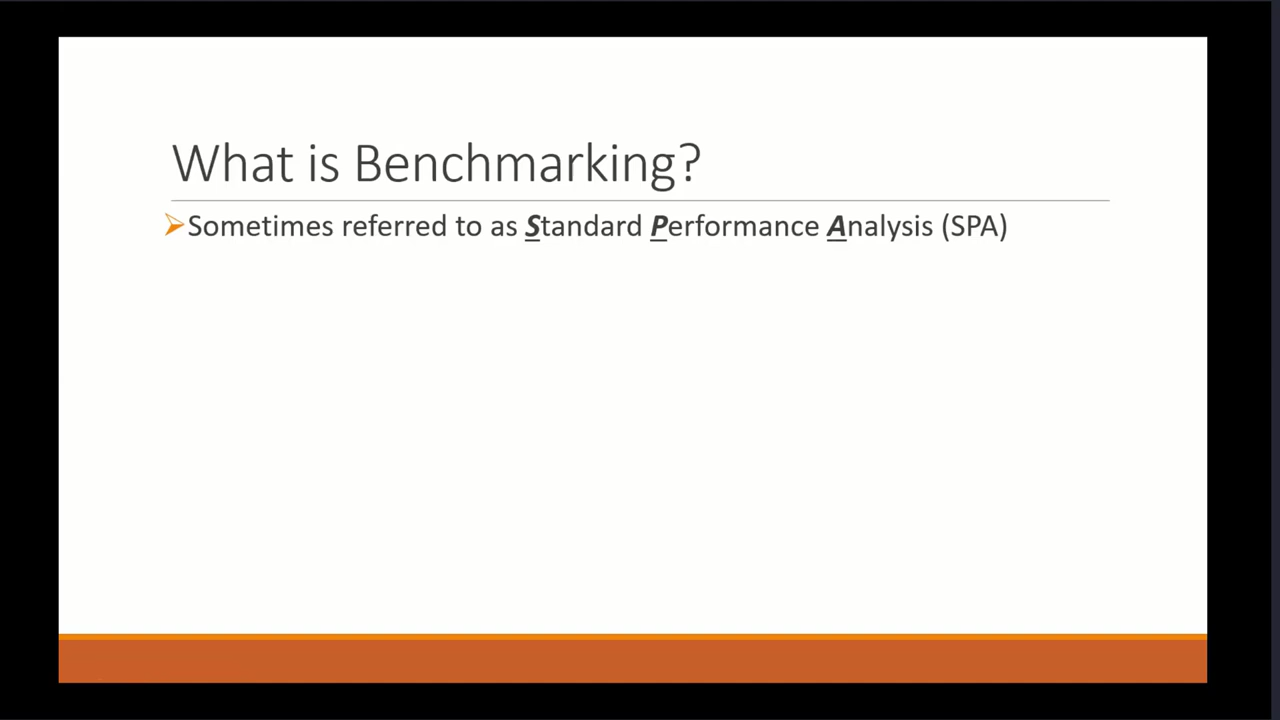 What is Benchmarking?
Sometimes referred to as Standard Performance Analysis (SPA)